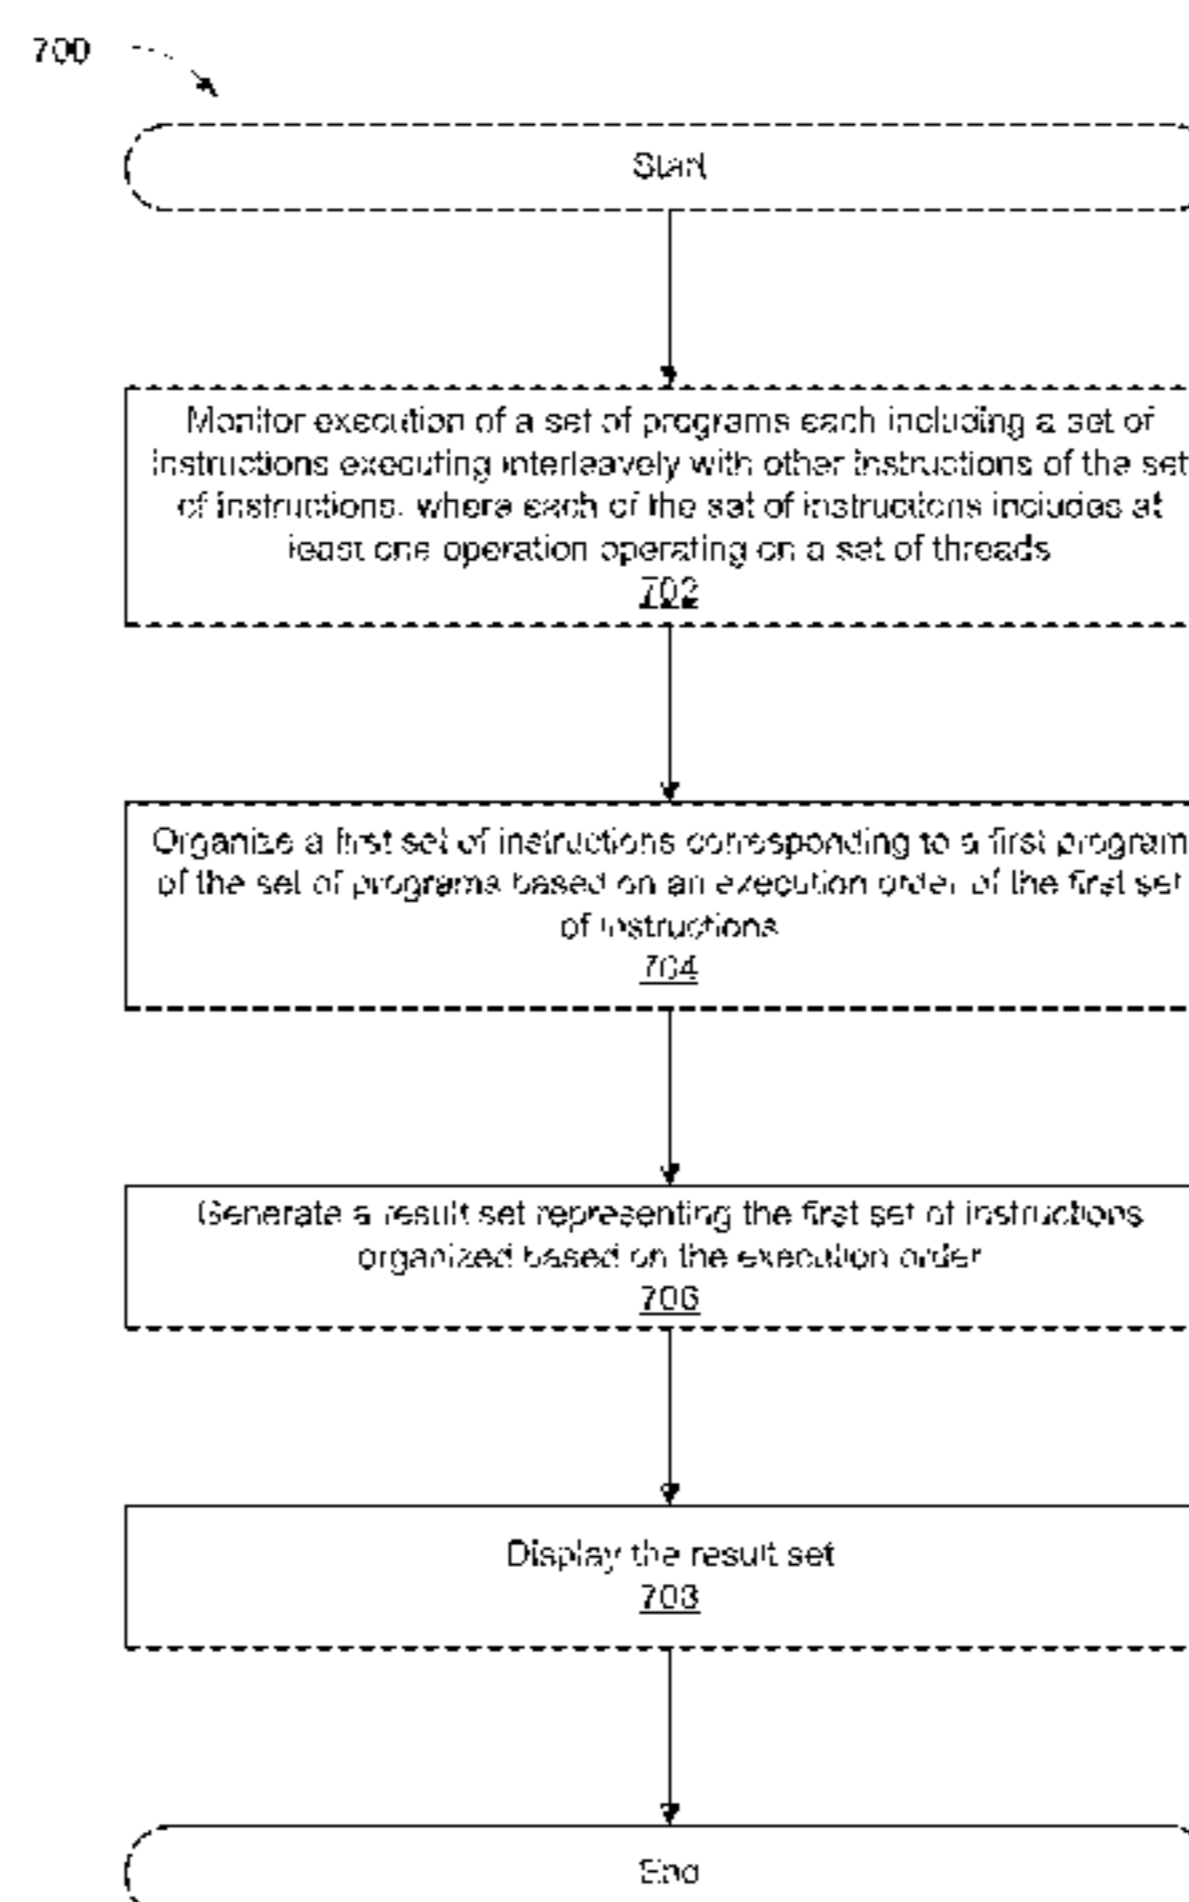 700
Start
Monitor execution of a set of programs each including a set of
instructions executing interleavely with other instructions of the set
of instructions, where each of the set of instructions includes at
least one operation operating on a set of threads
702
Organize a first set of instructions corresponding to a first program
of the set of programs based on an execution order of the first set
of instructions
704
Generate a result set representing the first set of instructions
organized based on the execution order
706
Display the result set
708
End